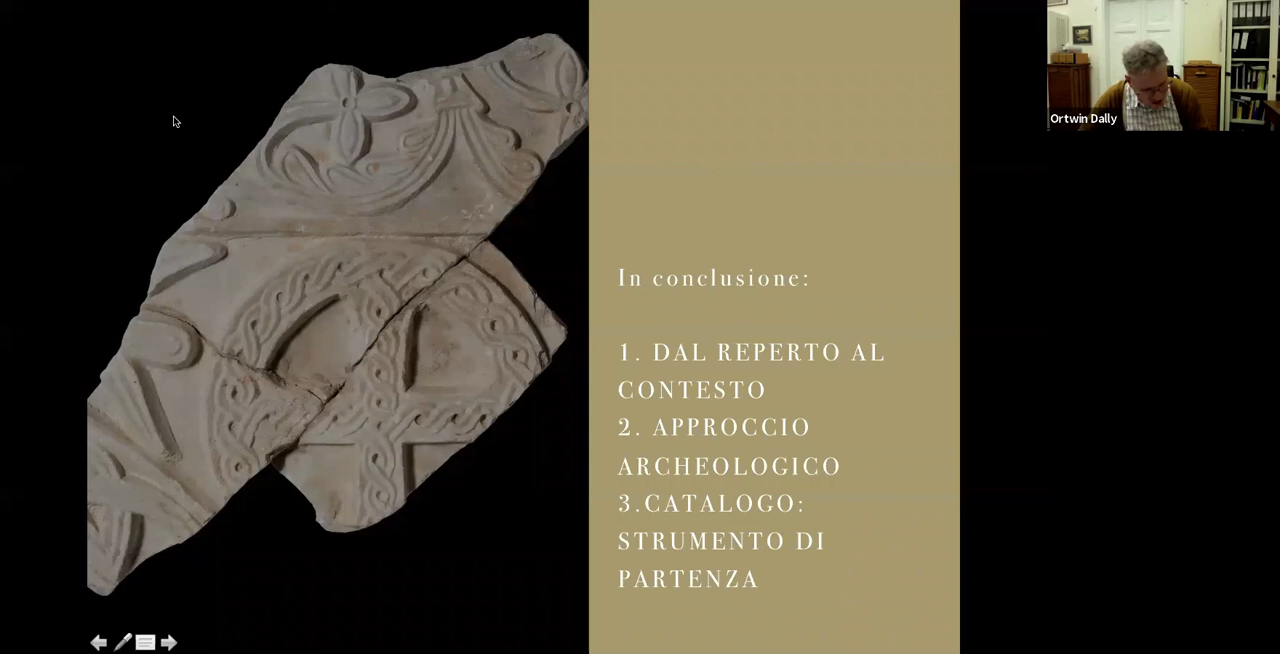 Ortwin Dally
In conclusione:
1. DAL REPERTO AL
CONTESTO
2. APPROCCIO
ARCHEOLOGICO
3.CATALOGO:
STRUMENTO DI
PARTENZA